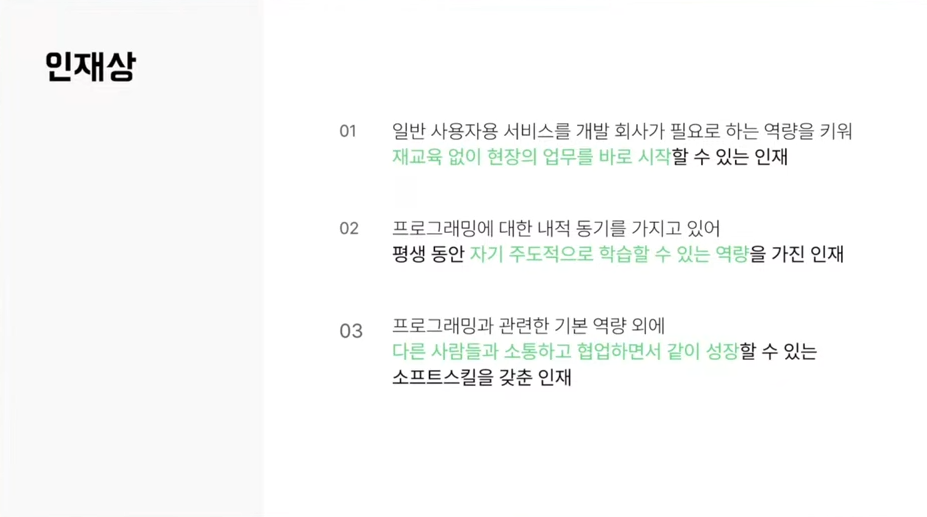 인재상
01
일반 사용자용 서비스를 개발 회사가 필요로 하는 역량을 키워
재교육 없이 현장의 업무를 바로 시작할 수 있는 인재
02
프로그래밍에 대한 내적 동기를 가지고 있어
평생 동안 자기 주도적으로 학습할 수 있는 역량을 가진 인재
03
프로그래밍과 관련한 기본 역량 외에
다른 사람들과 소통하고 협업하면서 같이 성장할 수 있는
소프트스킬을 갖춘 인재